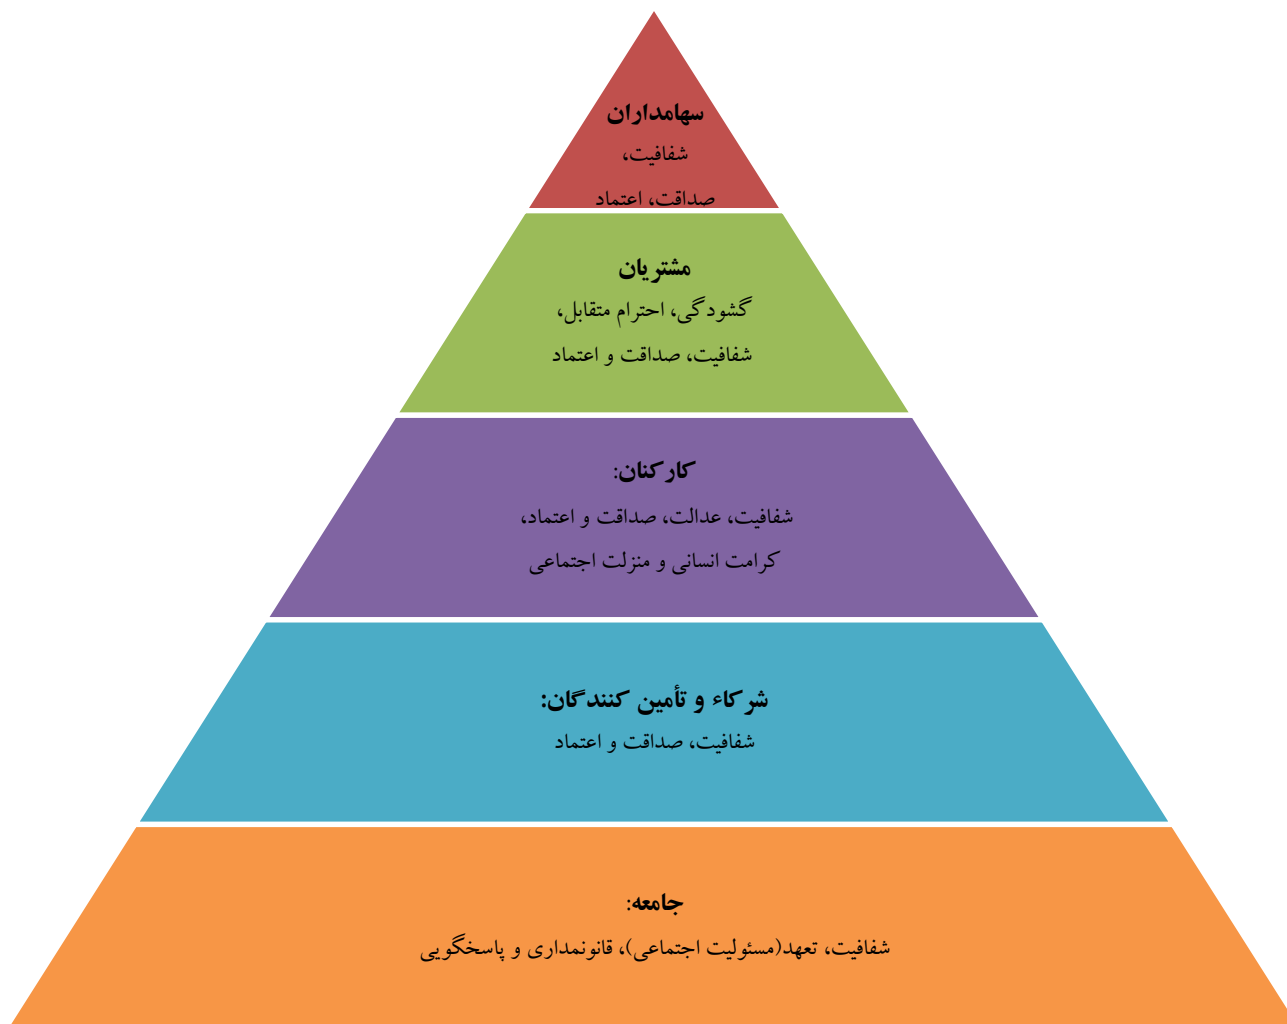 سهامداران
شفافیت،
صداقت، اعتماد
مشتریان
گشودگی، احترام متقابل،
شفافیت، صداقت و اعتماد
کارکنان:
شفافیت، عدالت، صداقت و اعتماد،
کرامت انسانی و منزلت اجتماعی
شرکاء و تأمین کنندگان:
شفافیت، صداقت و اعتماد
جامعه:
شفافیت، تعهد(مسئولیت اجتماعی)، قانونمداری و پاسخگویی